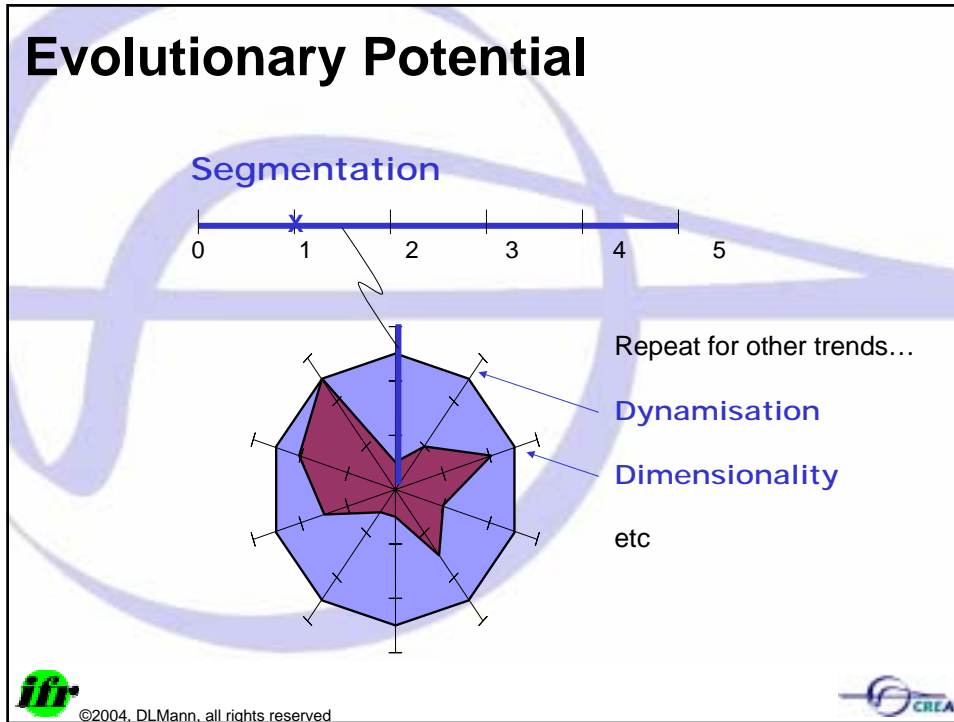 Evolutionary Potential
Segmentation
x
0 1 2 3 4 5
Repeat for other trends…
Dynamisation
Dimensionality
etc
ifr
©2004, DLMann, all rights reserved
CREA